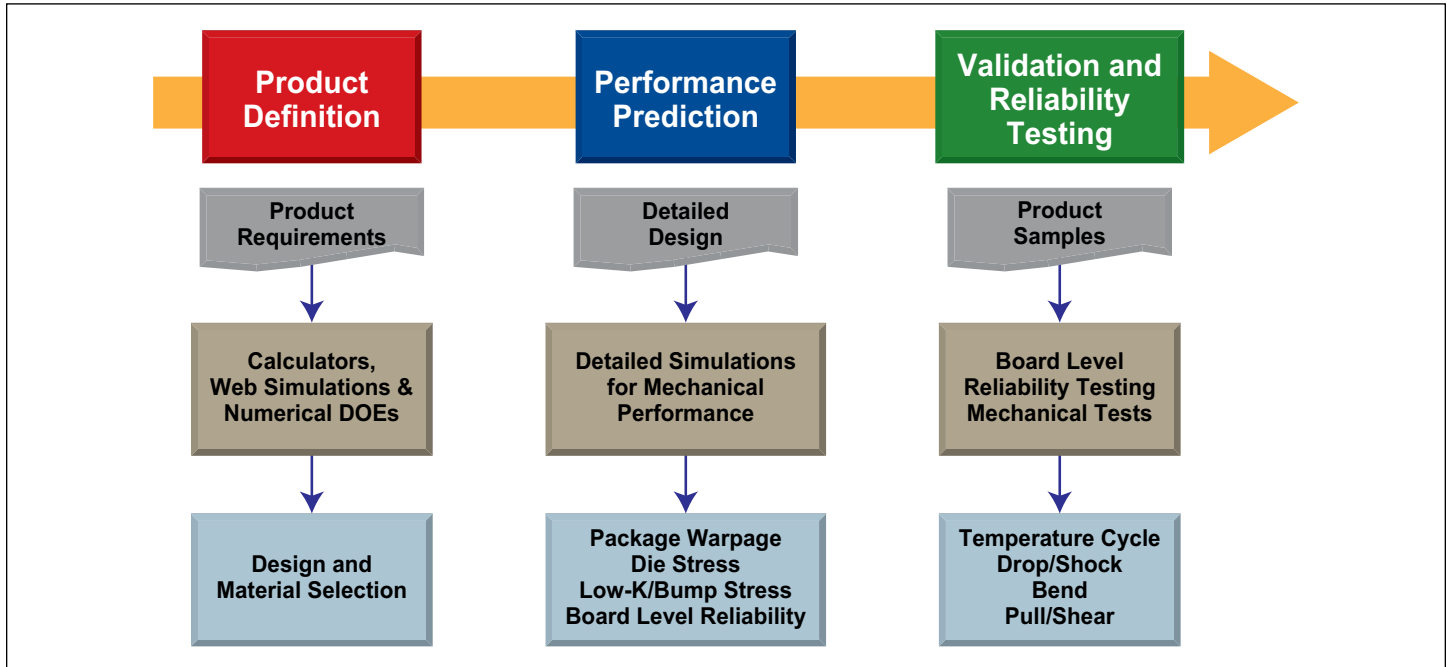 Product
Definition
Performance
Prediction
Validation and
Reliability
Testing
Product
Requirements
Detailed
Design
Product
Samples
Calculators,
Web Simulations &
Numerical DOEs
Detailed Simulations
for Mechanical
Performance
Board Level
Reliability Testing
Mechanical Tests
Design and
Material Selection
Package Warpage
Die Stress
Low-K/Bump Stress
Board Level Reliability
Temperature Cycle
Drop/Shock
Bend
Pull/Shear